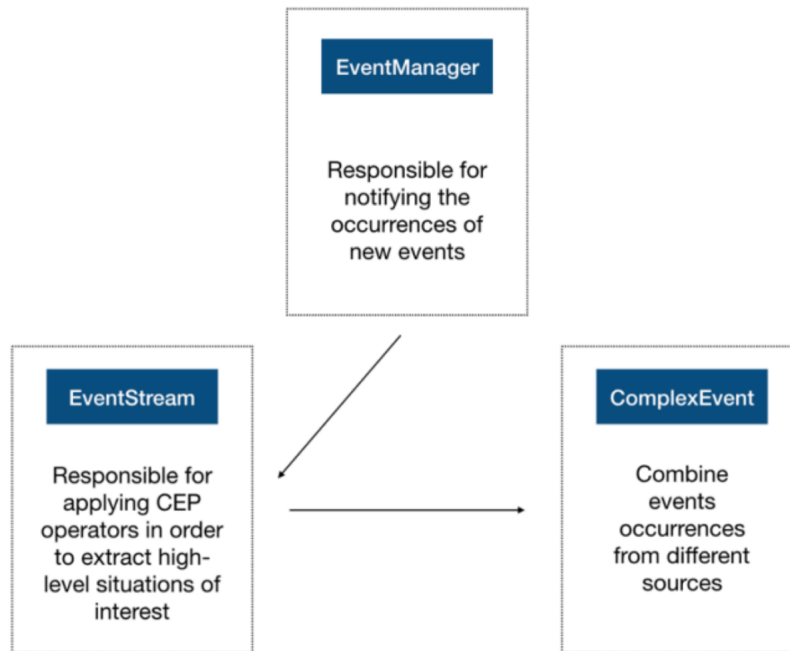 EventManager
Responsible for
notifying the
occurrences of
new events
EventStream
Responsible for
applying CEP
operators in order
to extract high-
level situations of
interest
ComplexEvent
Combine
events
occurrences
from different
sources